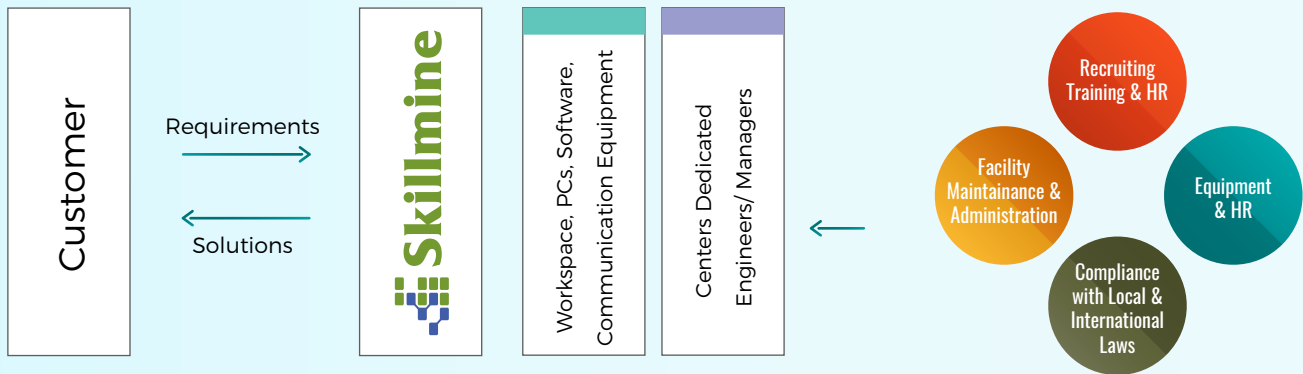 Customer
Requirements
Solutions
Skillmine
Workspace, PCs, Software,
Communication Equipment
Centers Dedicated
Engineers/ Managers
Recruiting
Training & HR
Facility
Maintainance &
Administration
Equipment
& HR
Compliance
with Local &
International
Laws